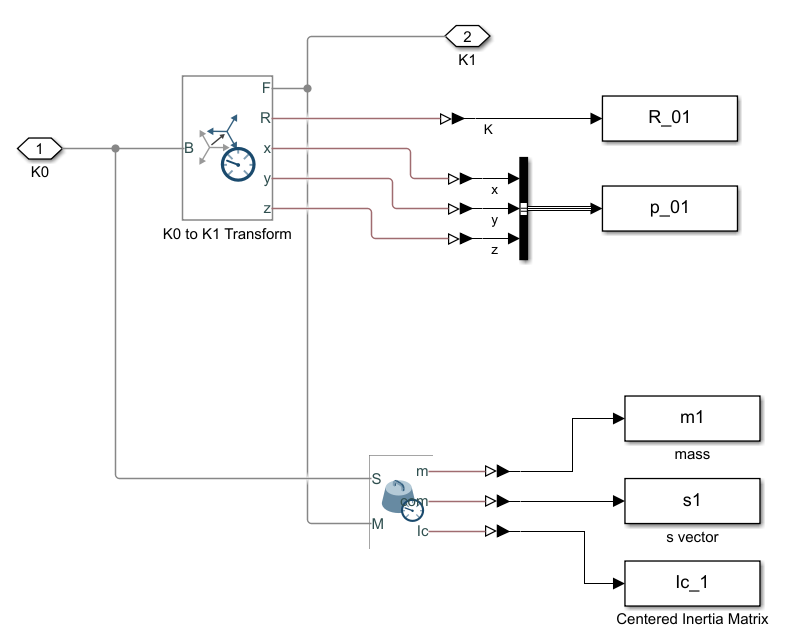 2
K1
F
R
K
R_01
1
K0
B
x
x
y
y
p_01
z
z
K0 to K1 Transform
m1
mass
S
m
com
s1
s vector
M
Ic
Ic_1
Centered Inertia Matrix